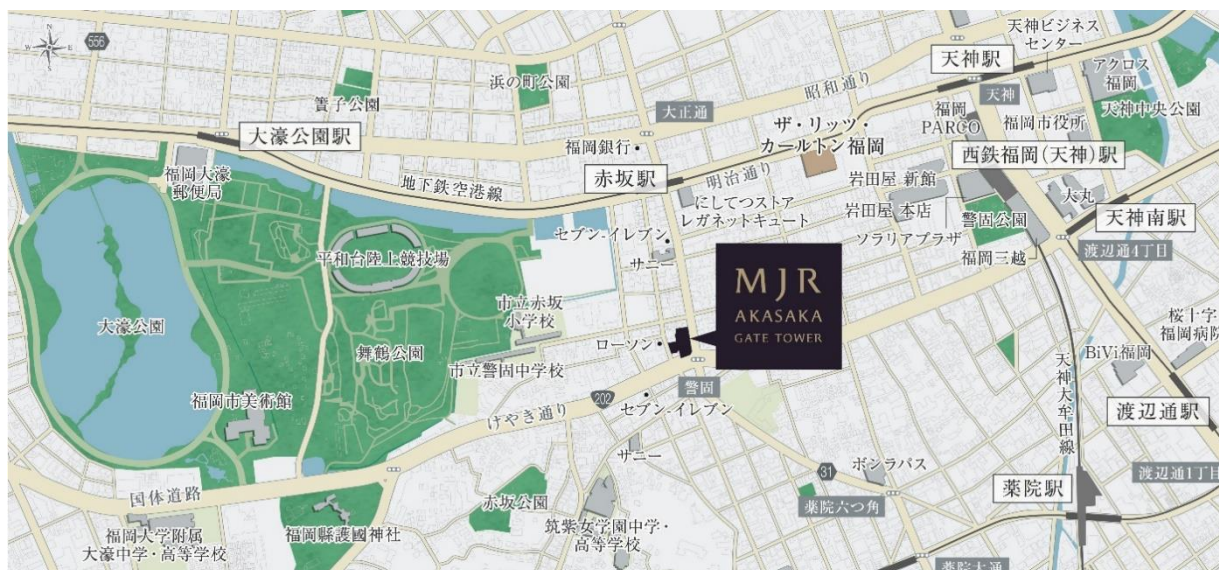 N
W
E
S
556
簀子公園
浜の町公園
大正通
昭和通り
天神駅
天神
天神ビジネス
センター
アクロス
福岡
天神中央公園
大濠公園駅
福岡銀行
ザ・リッツ・
カールトン福岡
福岡
PARCO
福岡市役所
西鉄福岡(天神)駅
福岡大濠
郵便局
地下鉄空港線
赤坂駅
明治通り
にしてつストア
レガネットキュート
岩田屋 新館
岩田屋 本店
ソラリアプラザ
警固公園
福岡三越
大丸
天神南駅
渡辺通4丁目
セブン-イレブン
サニー
平和台陸上競技場
大濠公園
舞鶴公園
市立赤坂
小学校
市立警固中学校
ローソン
MJR
AKASAKA
GATE TOWER
警固
202
けやき通り
セブン-イレブン
福岡市美術館
桜十字
福岡病院
BiVi福岡
天神大牟田線
渡辺通駅
サニー
31
ボンラパス
薬院六つ角
薬院駅
渡辺通1丁目
国体道路
赤坂公園
福岡大学附属
大濠中学・高等学校
福岡縣護國神社
筑紫女学園中学・
高等学校
薬院大通